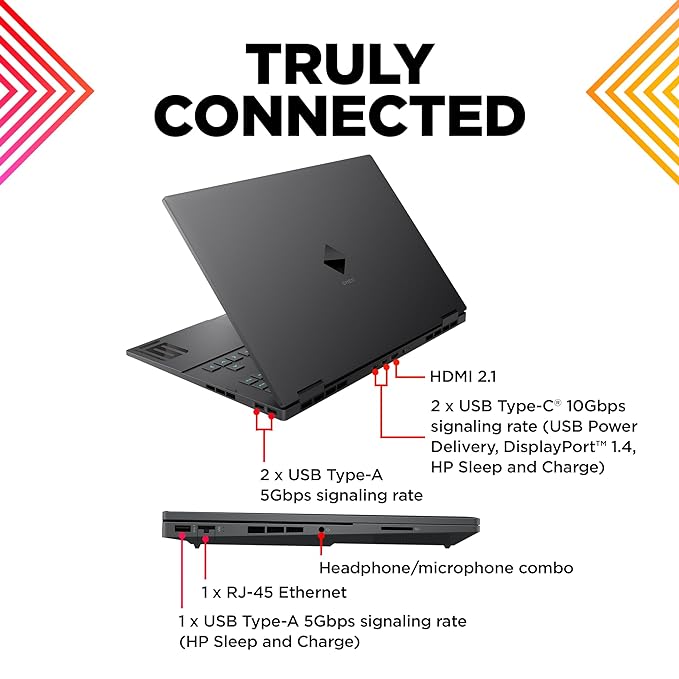 TRULY
CONNECTED
HDMI 2.1
2 x USB Type-C® 10Gbps
signaling rate (USB Power
Delivery, DisplayPort™ 1.4,
HP Sleep and Charge)
2 x USB Type-A
5Gbps signaling rate
Headphone/microphone combo
1 x RJ-45 Ethernet
1 x USB Type-A 5Gbps signaling rate
(HP Sleep and Charge)